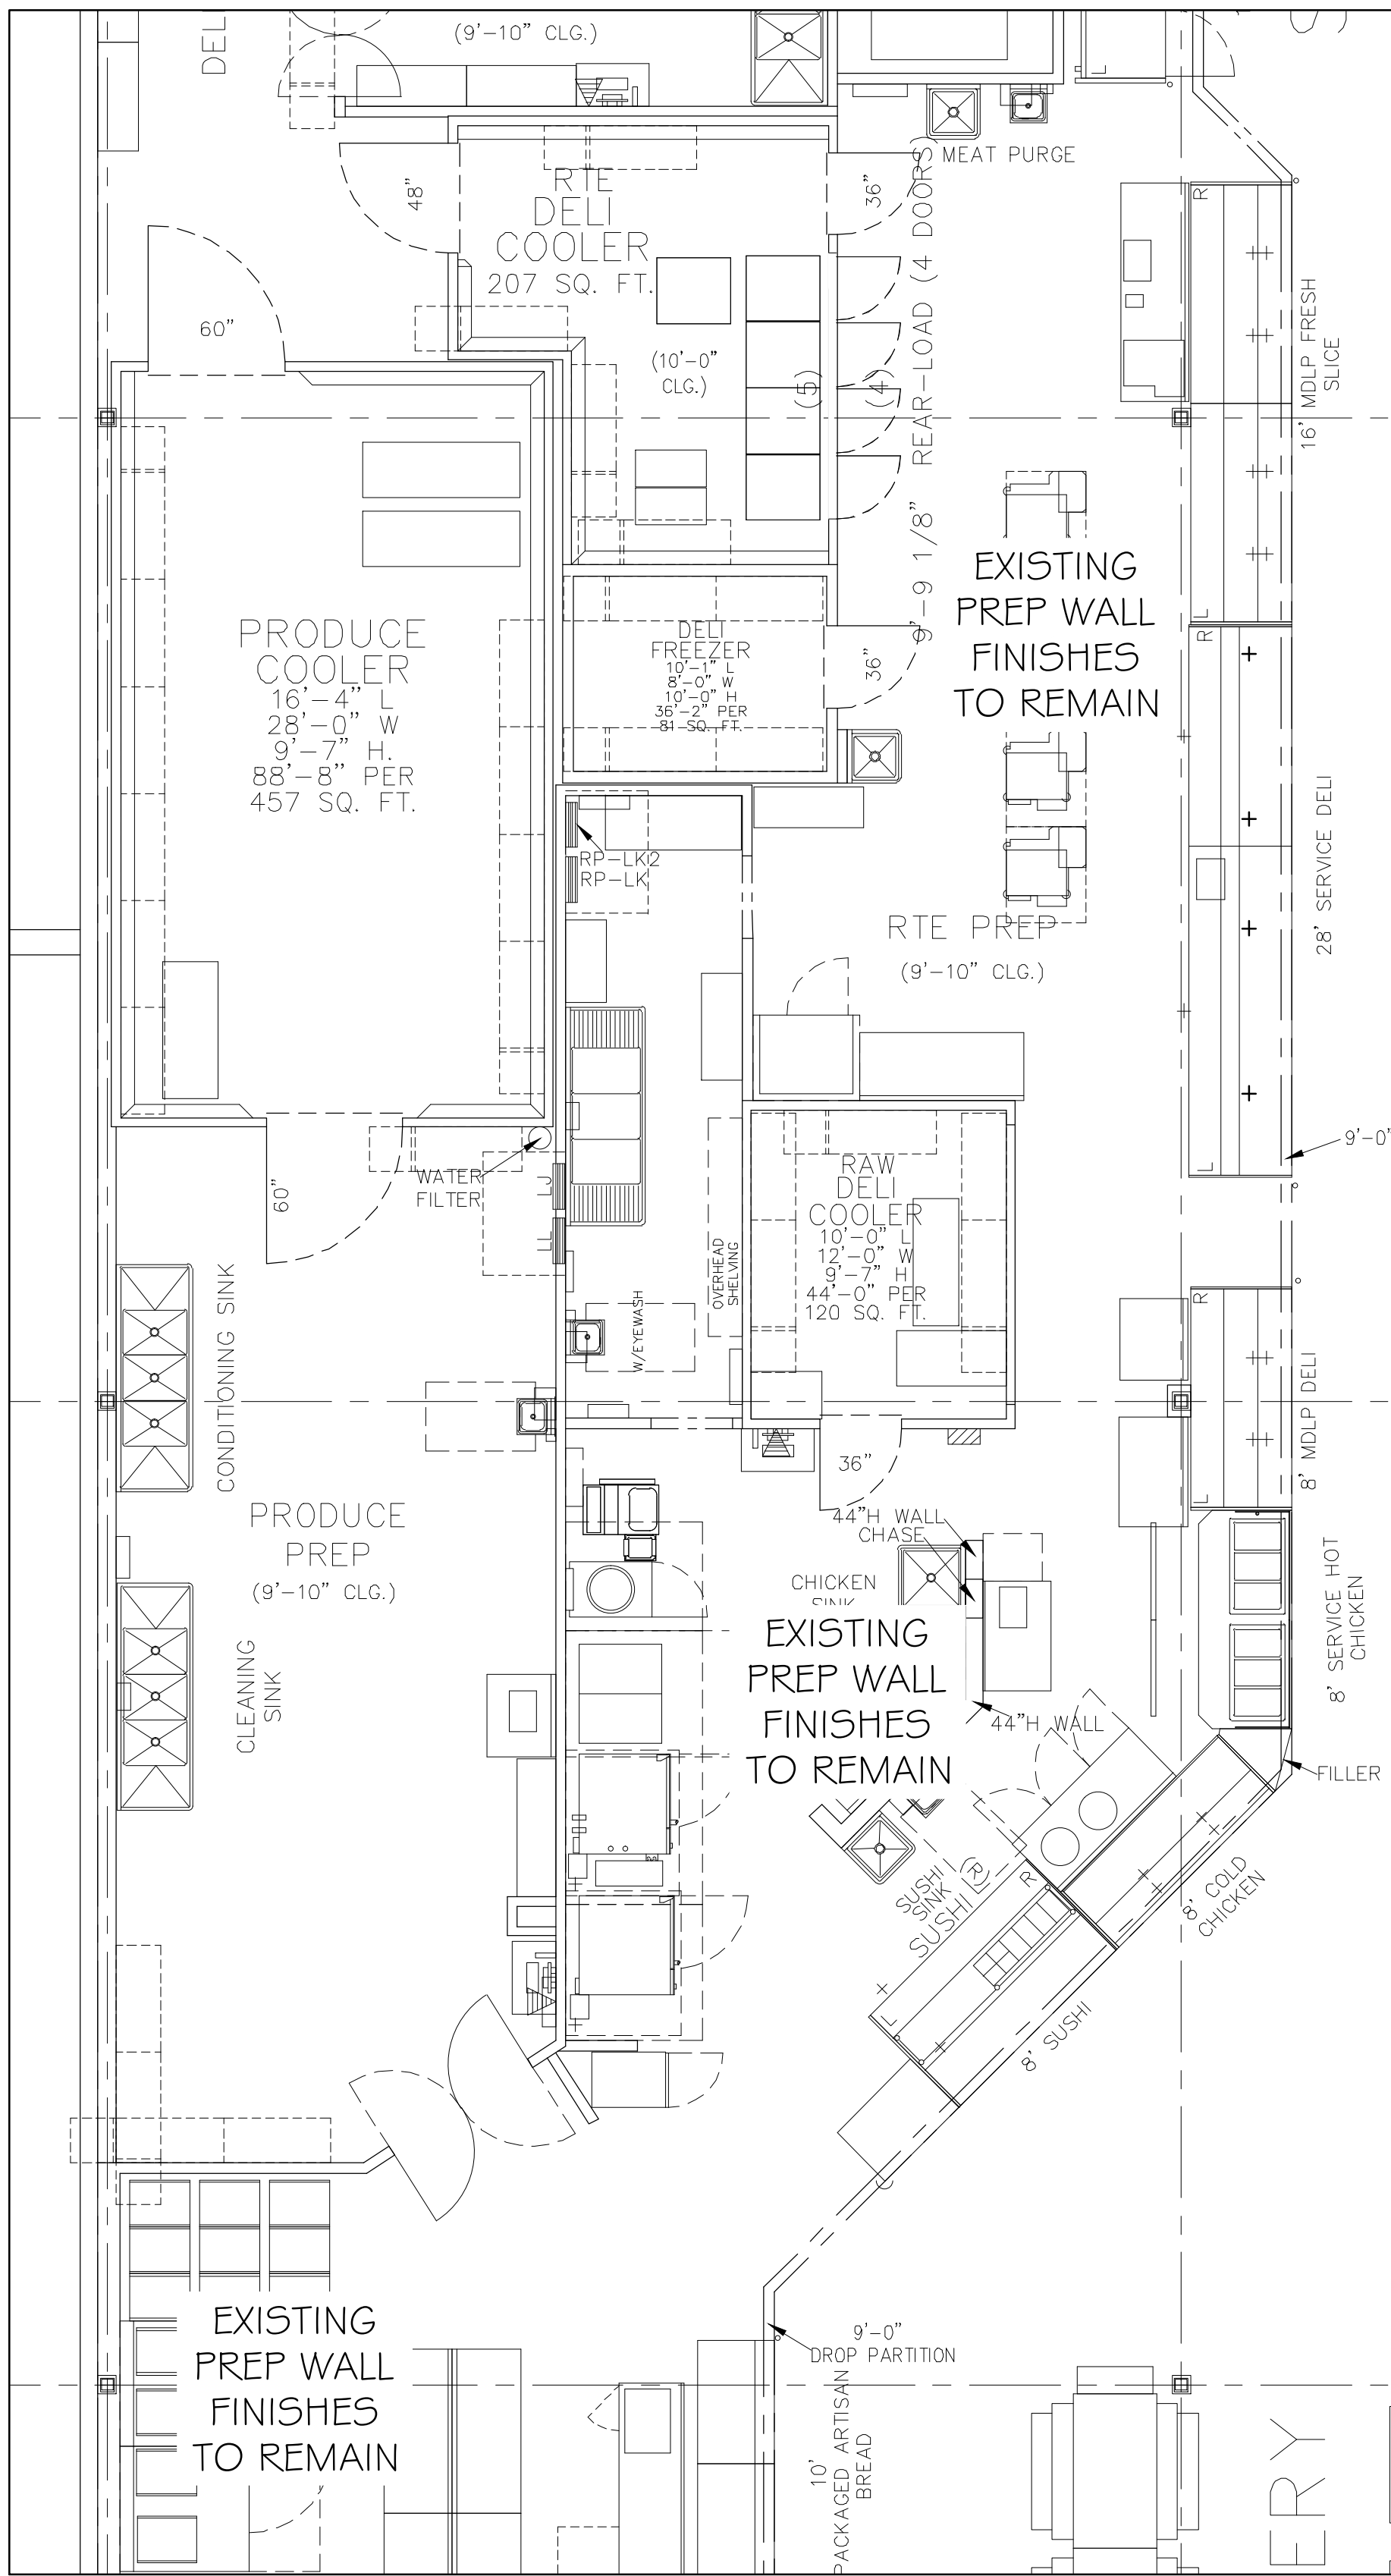 DELI
(9'-10" CLG.)
MEAT PURGE
48"
RTE
DELI
COOLER
207 SQ. FT.
(10'-0"
CLG.)
36"
9'-9 1/8" REAR-LOAD (4 DOORS)
(5)
(4)
R
16' MDLP FRESH
SLICE
L
60"
EXISTING
PREP WALL
FINISHES
TO REMAIN
PRODUCE
COOLER
16'-4" L
28'-0" W
9'-7" H.
88'-8" PER
457 SQ. FT.
DELI
FREEZER
10'-1" L
8'-0" W
10'-0" H
36'-2" PER
81 SQ. FT.
36"
R
28' SERVICE DELI
L
RP-LK2
RP-LK
RTE PREP
(9'-10" CLG.)
9'-0"
WATER
FILTER
60"
RAW
DELI
COOLER
10'-0" L
12'-0" W
9'-7" H
44'-0" PER
120 SQ. FT.
OVERHEAD
SHELVING
W/EYEWASH
CONDITIONING SINK
R
8' MDLP DELI
L
36"
PRODUCE
PREP
(9'-10" CLG.)
44"H WALL
CHASE
CHICKEN
SINK
8' SERVICE HOT
CHICKEN
CLEANING
SINK
EXISTING
PREP WALL
FINISHES
TO REMAIN
44"H WALL
FILLER
SUSHI
SINK
SUSHI (R)
R
L
8' COLD
CHICKEN
8' SUSHI
EXISTING
PREP WALL
FINISHES
TO REMAIN
9'-0"
DROP PARTITION
10'
PACKAGED ARTISAN
BREAD
ERY